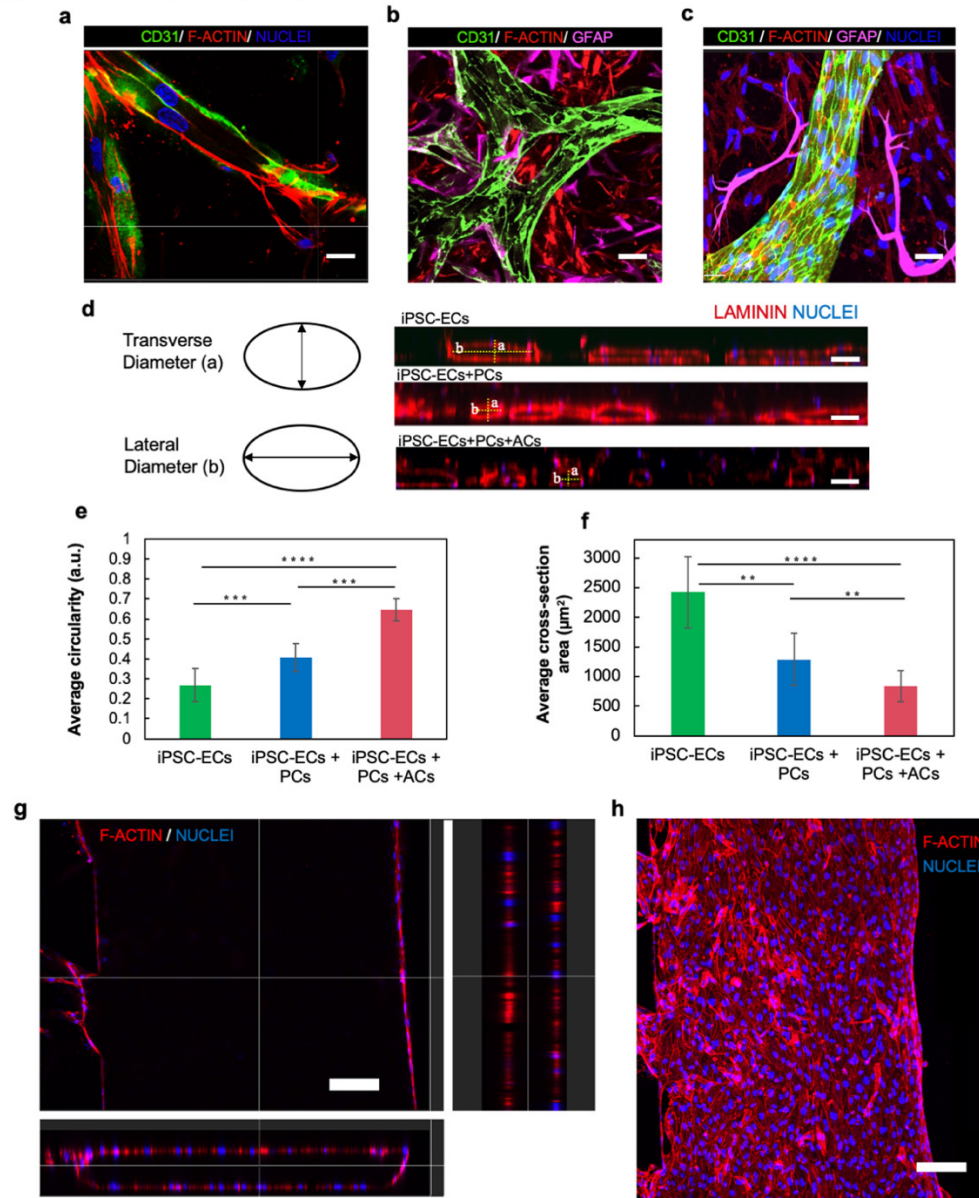 a
CD31/ F-ACTIN/ NUCLEI
b
CD31/ F-ACTIN/ GFAP
c
CD31 / F-ACTIN / GFAP / NUCLEI
d
Transverse
Diameter (a)
Lateral
Diameter (b)
LAMININ NUCLEI
iPSC-ECs
b a
iPSC-ECs+PCs
b a
iPSC-ECs+PCs+ACs
b a
e
Average circularity (a.u.)
1
0.9
0.8
0.7
0.6
0.5
0.4
0.3
0.2
0.1
0
****
***
***
iPSC-ECs
iPSC-ECs +
PCs
iPSC-ECs +
PCs +ACs
f
Average cross-section
area (µm²)
3000
2500
2000
1500
1000
500
0
****
**
**
iPSC-ECs
iPSC-ECs +
PCs
iPSC-ECs +
PCs +ACs
g
F-ACTIN / NUCLEI
h
F-ACTIN
NUCLEI